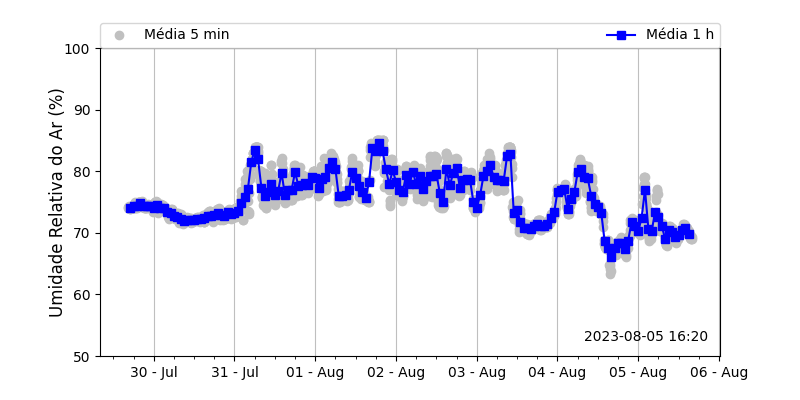 Média 5 min
Média 1 h
Umidade Relativa do Ar (%)
100
90
80
70
60
50
2023-08-05 16:20
30 - Jul
31 - Jul
01 - Aug
02 - Aug
03 - Aug
04 - Aug
05 - Aug
06 - Aug